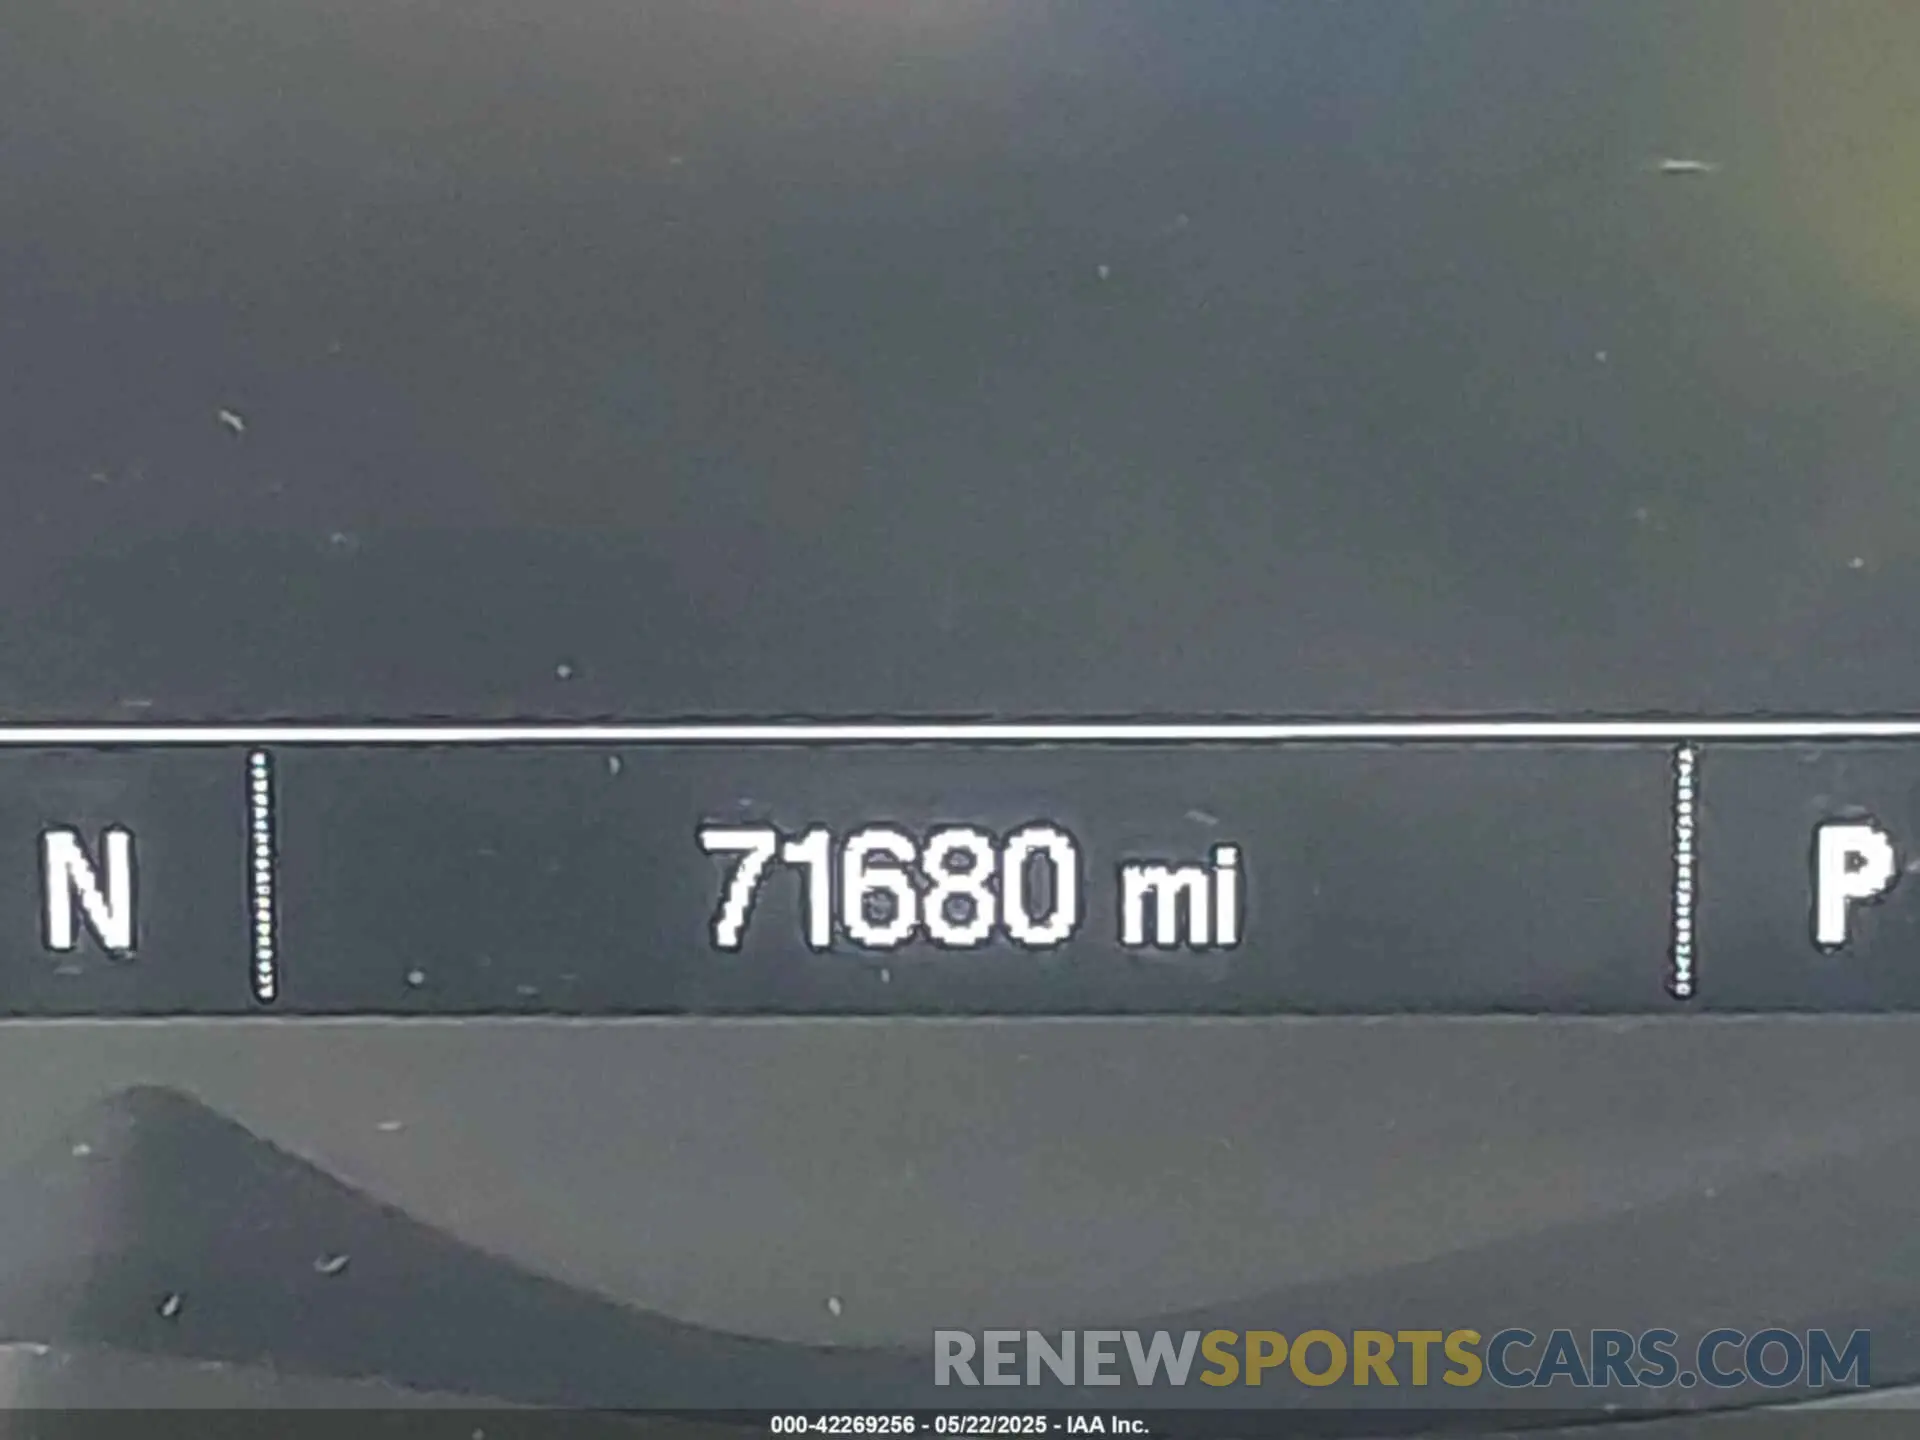 N 71680 mi P
RENEWSPORTSCARS.COM
000-42269256 - 05/22/2025 - IAA Inc.